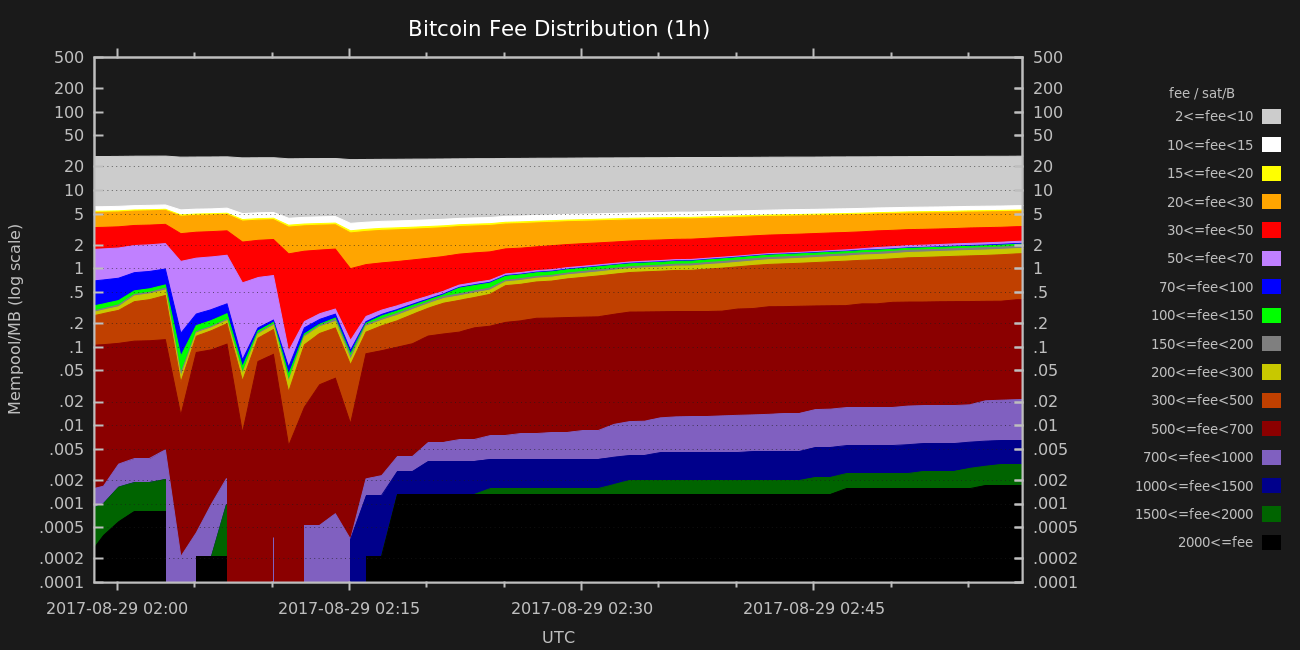 Bitcoin Fee Distribution (1h)
500 500
200 200
100 100
50 50
20 20
10 10
5 5
2 2
1 1
.5 .5
.2 .2
.1 .1
.05 .05
.02 .02
.01 .01
.005 .005
.002 .002
.001 .001
.0005 .0005
.0002 .0002
.0001 .0001
Mempool/MB (log scale)
2017-08-29 02:00 2017-08-29 02:15 2017-08-29 02:30 2017-08-29 02:45
UTC
fee / sat/B
2<=fee<10
10<=fee<15
15<=fee<20
20<=fee<30
30<=fee<50
50<=fee<70
70<=fee<100
100<=fee<150
150<=fee<200
200<=fee<300
300<=fee<500
500<=fee<700
700<=fee<1000
1000<=fee<1500
1500<=fee<2000
2000<=fee